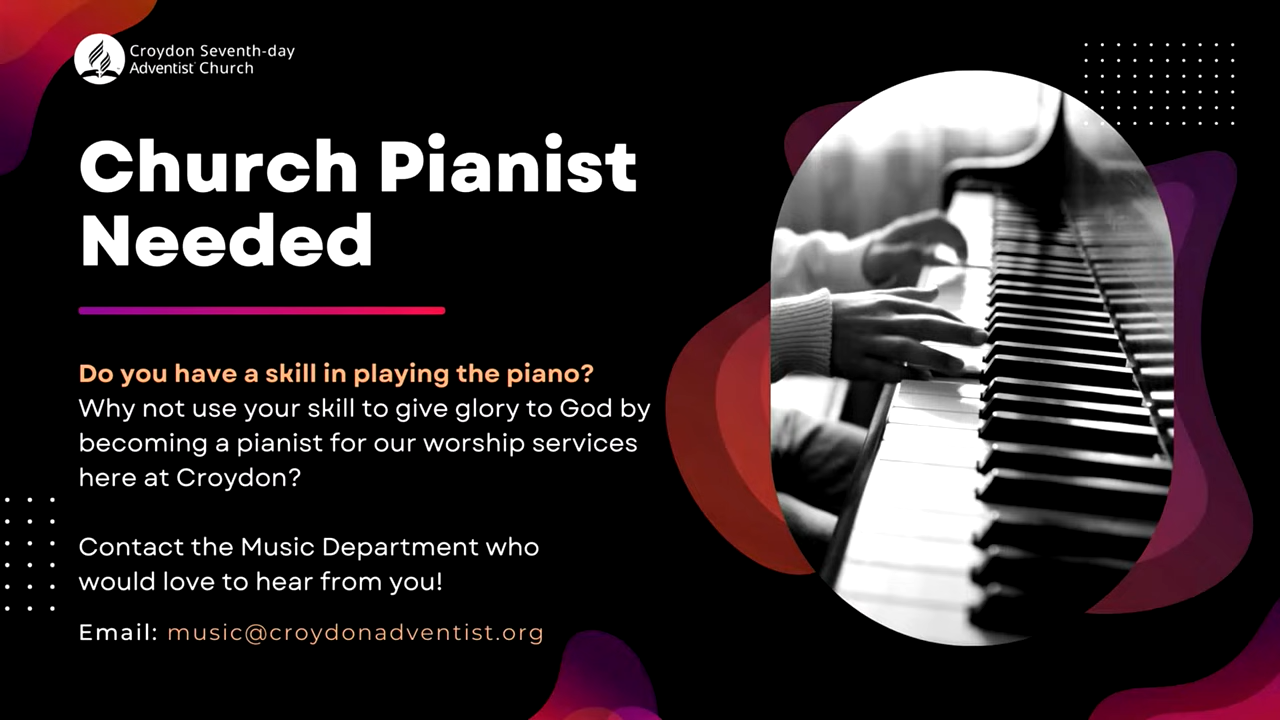 Croydon Seventh-day
Adventist Church
Church Pianist
Needed
Do you have a skill in playing the piano?
Why not use your skill to give glory to God by
becoming a pianist for our worship services
here at Croydon?
Contact the Music Department who
would love to hear from you!
Email: music@croydonadventist.org